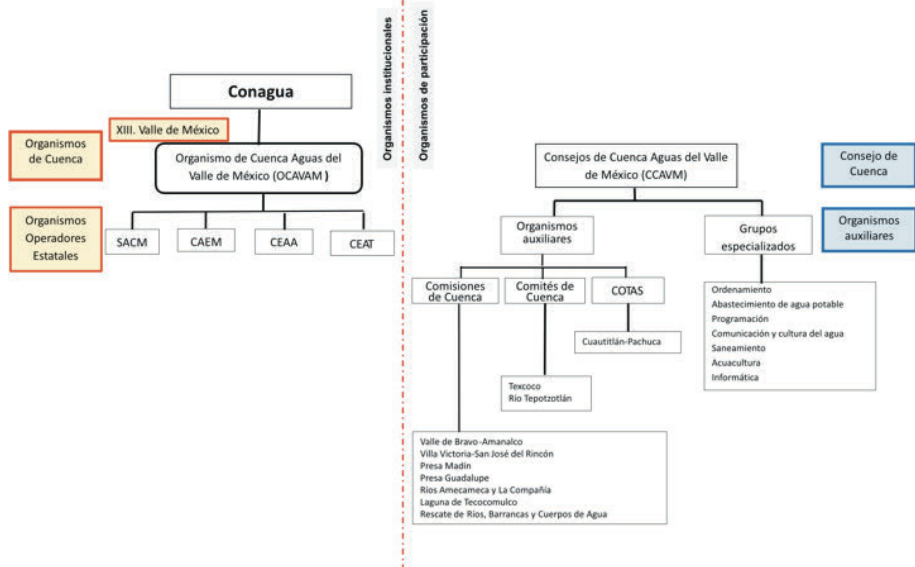 Organismos institucionales
Organismos de participación
Conagua
XIII. Valle de México
Organismos
de Cuenca
Organismo de Cuenca Aguas del
Valle de México (OCAVAM)
Organismos
Operadores
Estatales
SACM
CAEM
CEAA
CEAT
Consejos de Cuenca Aguas del Valle
de México (CCAVM)
Consejo de
Cuenca
Organismos
auxiliares
Grupos
especializados
Organismos
auxiliares
Comisiones
de Cuenca
Comités de
Cuenca
COTAS
Ordenamiento
Abastecimiento de agua potable
Programación
Comunicación y cultura del agua
Saneamiento
Acuacultura
Informática
Cuautitlán-Pachuca
Texcoco
Río Tepotzotlán
Valle de Bravo-Amanalco
Villa Victoria-San José del Rincón
Presa Madín
Presa Guadalupe
Ríos Amecameca y La Compañía
Laguna de Tecocomulco
Rescate de Ríos, Barrancas y Cuerpos de Agua